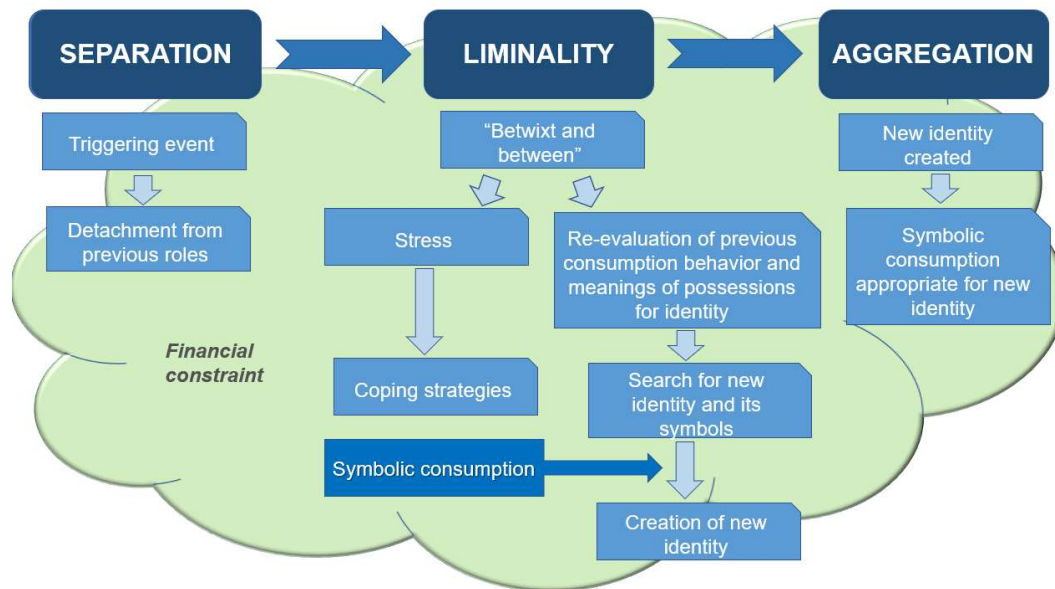 SEPARATION
LIMINALITY
AGGREGATION
Triggering event
Detachment from
previous roles
“Betwixt and
between”
Stress
Coping strategies
Re-evaluation of previous
consumption behavior and
meanings of possessions
for identity
Search for new
identity and its
symbols
Symbolic consumption
Creation of new
identity
New identity
created
Symbolic
consumption
appropriate for new
identity
Financial
constraint